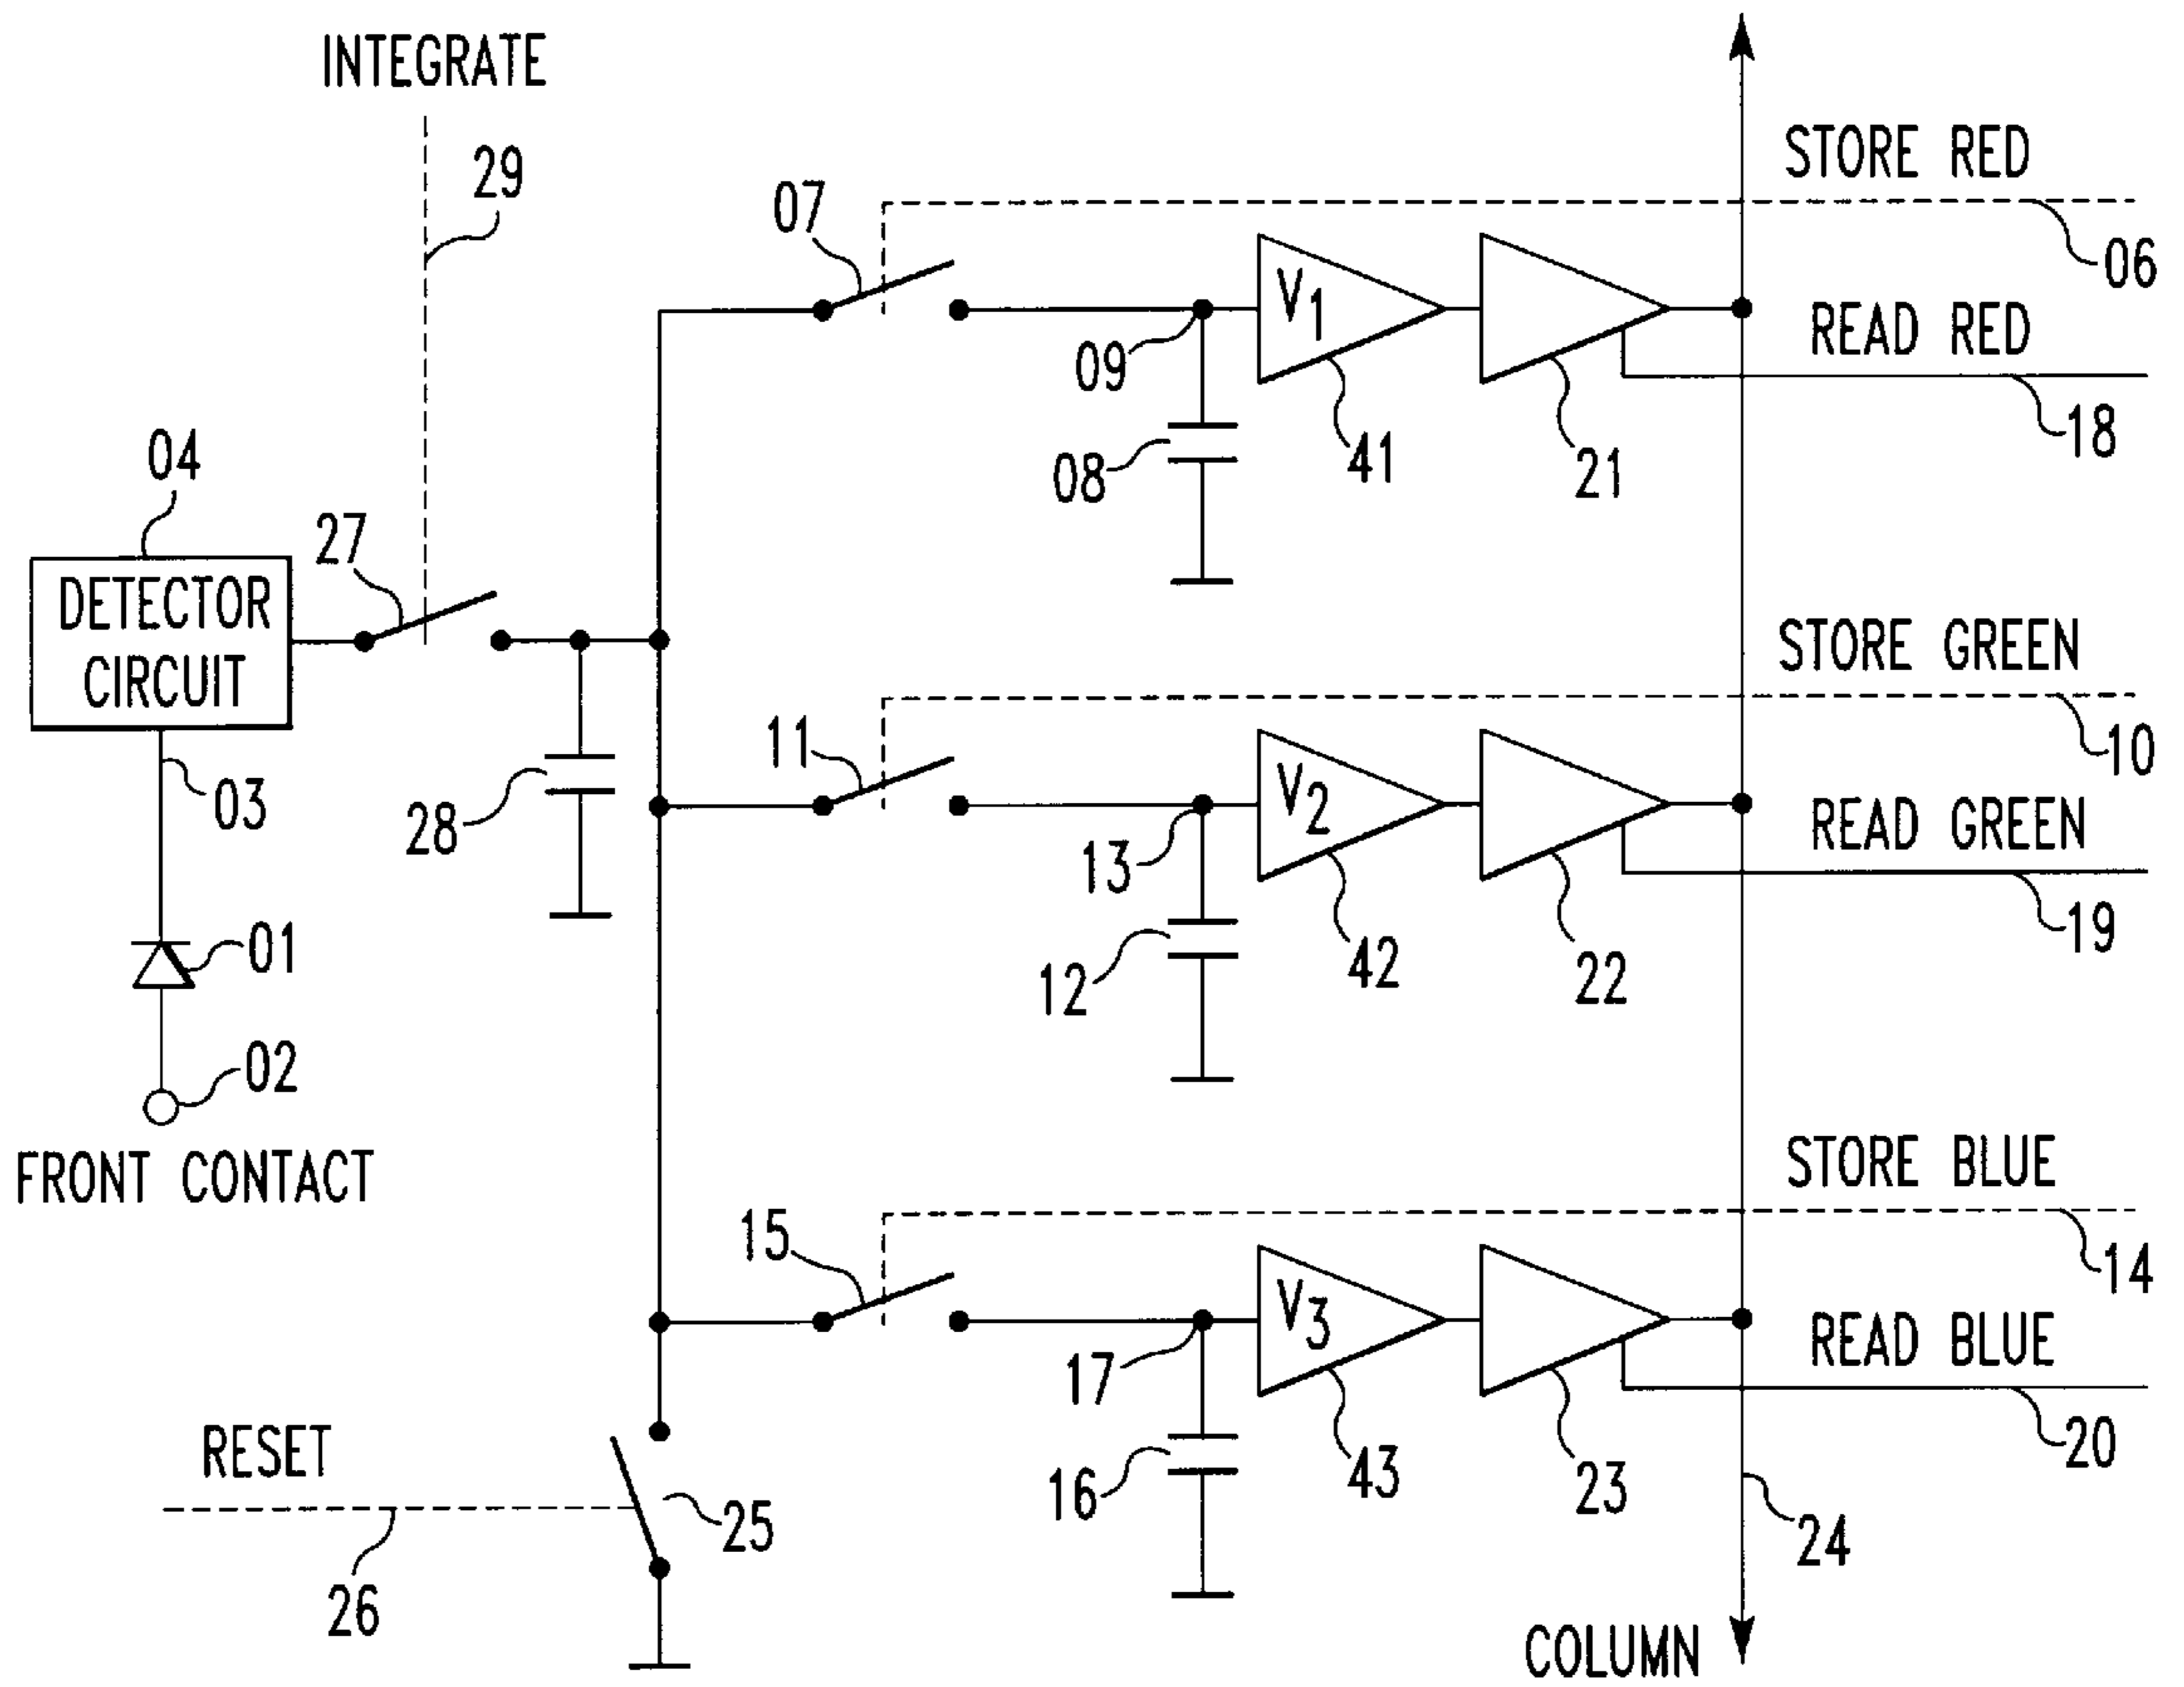 INTEGRATE
29
STORE RED
07
06
V1
READ RED
09
18
04
08
41
21
27
DETECTOR
CIRCUIT
STORE GREEN
11
10
03
28
V2
READ GREEN
13
19
01
12
42
22
02
FRONT CONTACT
STORE BLUE
15
14
V3
READ BLUE
17
RESET
20
16
43
23
25
24
26
COLUMN